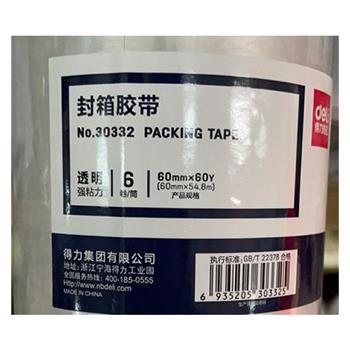 封箱胶带
No.30332 PACKING TAPE
deli
得力
透明
强粘力
6
卷/筒
60mm×60Y
(60mm×54.8m)
产品规格
得力集团有限公司
地址：浙江宁海得力工业园
全国服务热线：400-185-0555
http://www.nbdeli.com
MADE IN CHINA
执行标准：GB/T 22378 合格
6 935205 303325